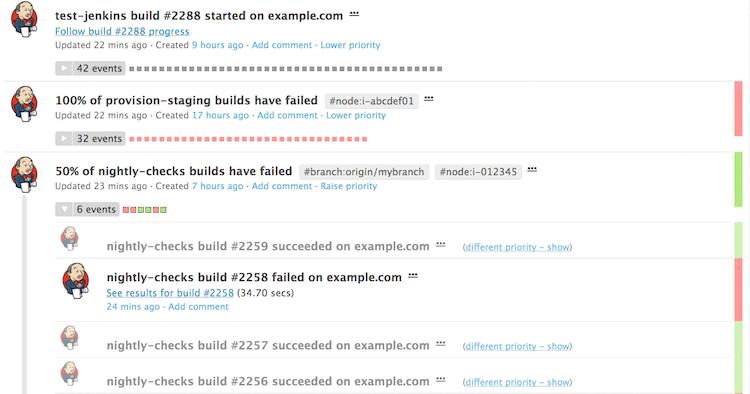 test-jenkins build #2288 started on example.com
Follow build #2288 progress
Updated 22 mins ago · Created 9 hours ago · Add comment · Lower priority
42 events
100% of provision-staging builds have failed #node:i-abcdef01
Updated 22 mins ago · Created 17 hours ago · Add comment · Lower priority
32 events
50% of nightly-checks builds have failed #branch:origin/mybranch #node:i-012345
Updated 23 mins ago · Created 7 hours ago · Add comment · Raise priority
6 events
nightly-checks build #2259 succeeded on example.com (different priority – show)
nightly-checks build #2258 failed on example.com
See results for build #2258 (34.70 secs)
24 mins ago · Add comment
nightly-checks build #2257 succeeded on example.com (different priority – show)
nightly-checks build #2256 succeeded on example.com (different priority – show)